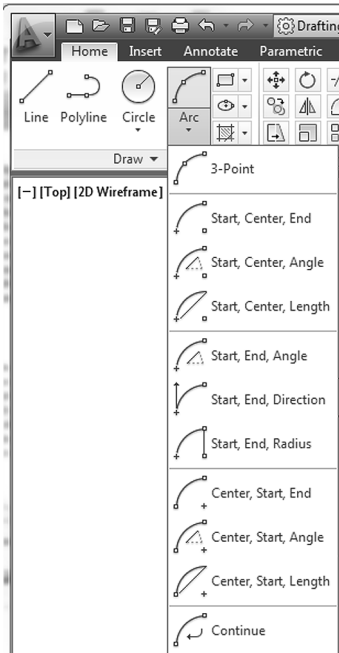 Drafting
Home Insert Annotate Parametric
Line Polyline Circle Arc
Draw
[−] [Top] [2D Wireframe]
3-Point
Start, Center, End
Start, Center, Angle
Start, Center, Length
Start, End, Angle
Start, End, Direction
Start, End, Radius
Center, Start, End
Center, Start, Angle
Center, Start, Length
Continue